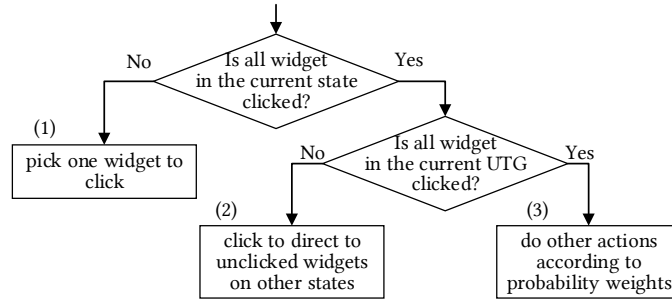 Is all widget
in the current state
clicked?
No
Yes
(1)
pick one widget to
click
Is all widget
in the current UTG
clicked?
No
Yes
(2)
click to direct to
unclicked widgets
on other states
(3)
do other actions
according to
probability weights